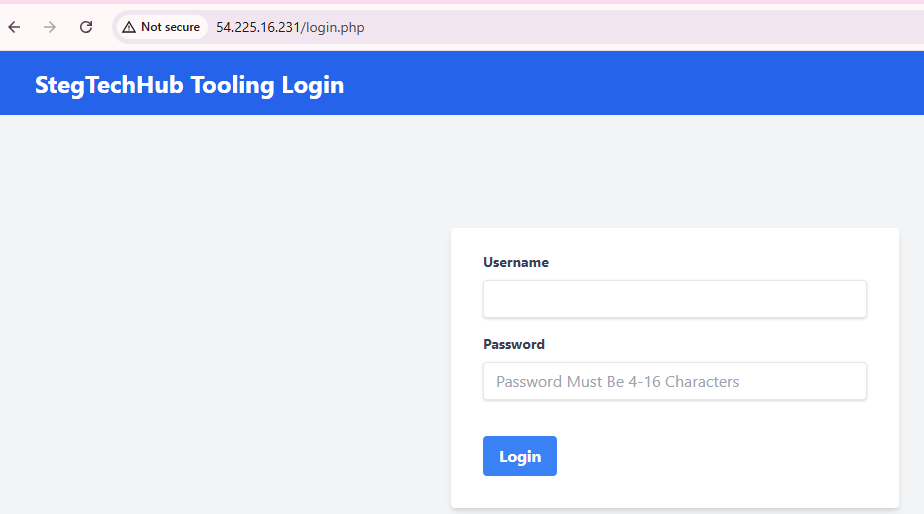 Not secure 54.225.16.231/login.php
StegTechHub Tooling Login
Username
Password
Password Must Be 4-16 Characters
Login